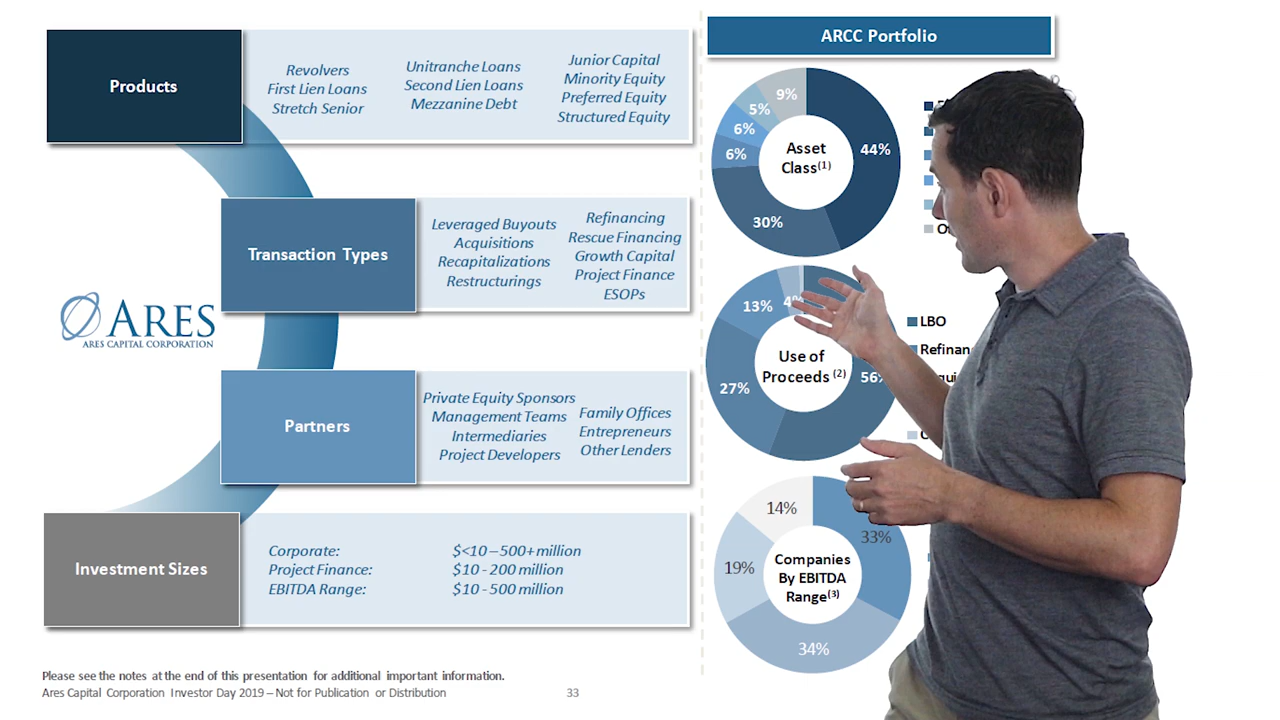 Products
Revolvers
First Lien Loans
Stretch Senior
Unitranche Loans
Second Lien Loans
Mezzanine Debt
Junior Capital
Minority Equity
Preferred Equity
Structured Equity
Transaction Types
Leveraged Buyouts
Acquisitions
Recapitalizations
Restructurings
Refinancing
Rescue Financing
Growth Capital
Project Finance
ESOPs
ARES
ARES CAPITAL CORPORATION
Partners
Private Equity Sponsors
Management Teams
Intermediaries
Project Developers
Family Offices
Entrepreneurs
Other Lenders
Investment Sizes
Corporate: $<10 – 500+ million
Project Finance: $10 - 200 million
EBITDA Range: $10 - 500 million
Please see the notes at the end of this presentation for additional important information.
Ares Capital Corporation Investor Day 2019 – Not for Publication or Distribution
33
ARCC Portfolio
Asset
Class(1)
44%
30%
6%
6%
5%
9%
Use of
Proceeds (2)
56%
27%
13%
4%
LBO
Companies
By EBITDA
Range(3)
33%
34%
19%
14%